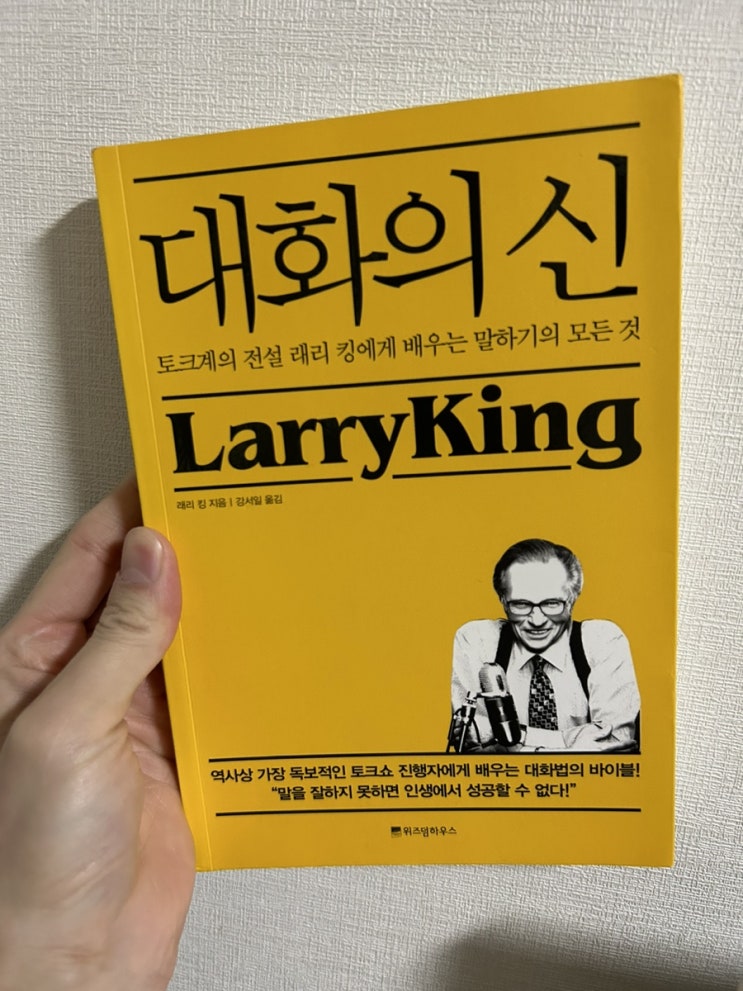 대화의 신
토크계의 전설 래리 킹에게 배우는 말하기의 모든 것
LarryKing
래리 킹 지음 | 강서일 옮김
역사상 가장 독보적인 토크쇼 진행자에게 배우는 대화법의 바이블!
“말을 잘하지 못하면 인생에서 성공할 수 없다!”
위즈덤하우스